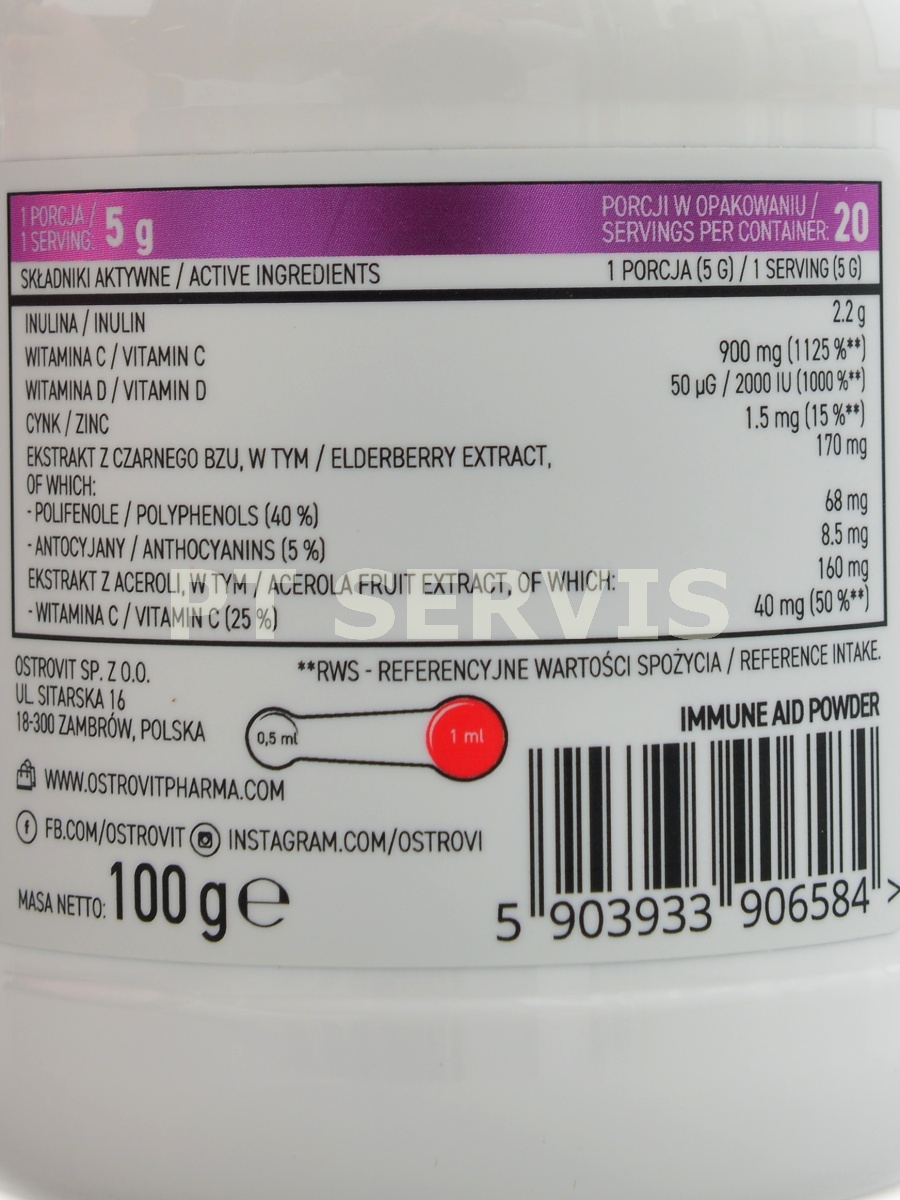 1 PORCJA /
1 SERVING: 5 g
PORCJI W OPAKOWANIU /
SERVINGS PER CONTAINER: 20
SKŁADNIKI AKTYWNE / ACTIVE INGREDIENTS 1 PORCJA (5 G) / 1 SERVING (5 G)
INULINA / INULIN 2.2 g
WITAMINA C / VITAMIN C 900 mg (1125 %**)
WITAMINA D / VITAMIN D 50 µG / 2000 IU (1000 %**)
CYNK / ZINC 1.5 mg (15 %**)
EKSTRAKT Z CZARNEGO BZU, W TYM / ELDERBERRY EXTRACT, 170 mg
OF WHICH:
- POLIFENOLE / POLYPHENOLS (40 %) 68 mg
- ANTOCYJANY / ANTHOCYANINS (5 %) 8.5 mg
EKSTRAKT Z ACEROLI, W TYM / ACEROLA FRUIT EXTRACT, OF WHICH: 160 mg
- WITAMINA C / VITAMIN C (25 %) 40 mg (50 %**)
PT SERVIS
**RWS - REFERENCYJNE WARTOŚCI SPOŻYCIA / REFERENCE INTAKE.
OSTROVIT SP. Z O.O.
UL. SITARSKA 16
18-300 ZAMBRÓW, POLSKA
0,5 ml 1 ml
IMMUNE AID POWDER
WWW.OSTROVITPHARMA.COM
FB.COM/OSTROVIT INSTAGRAM.COM/OSTROVI
MASA NETTO: 100 g e
5 903933 906584 >